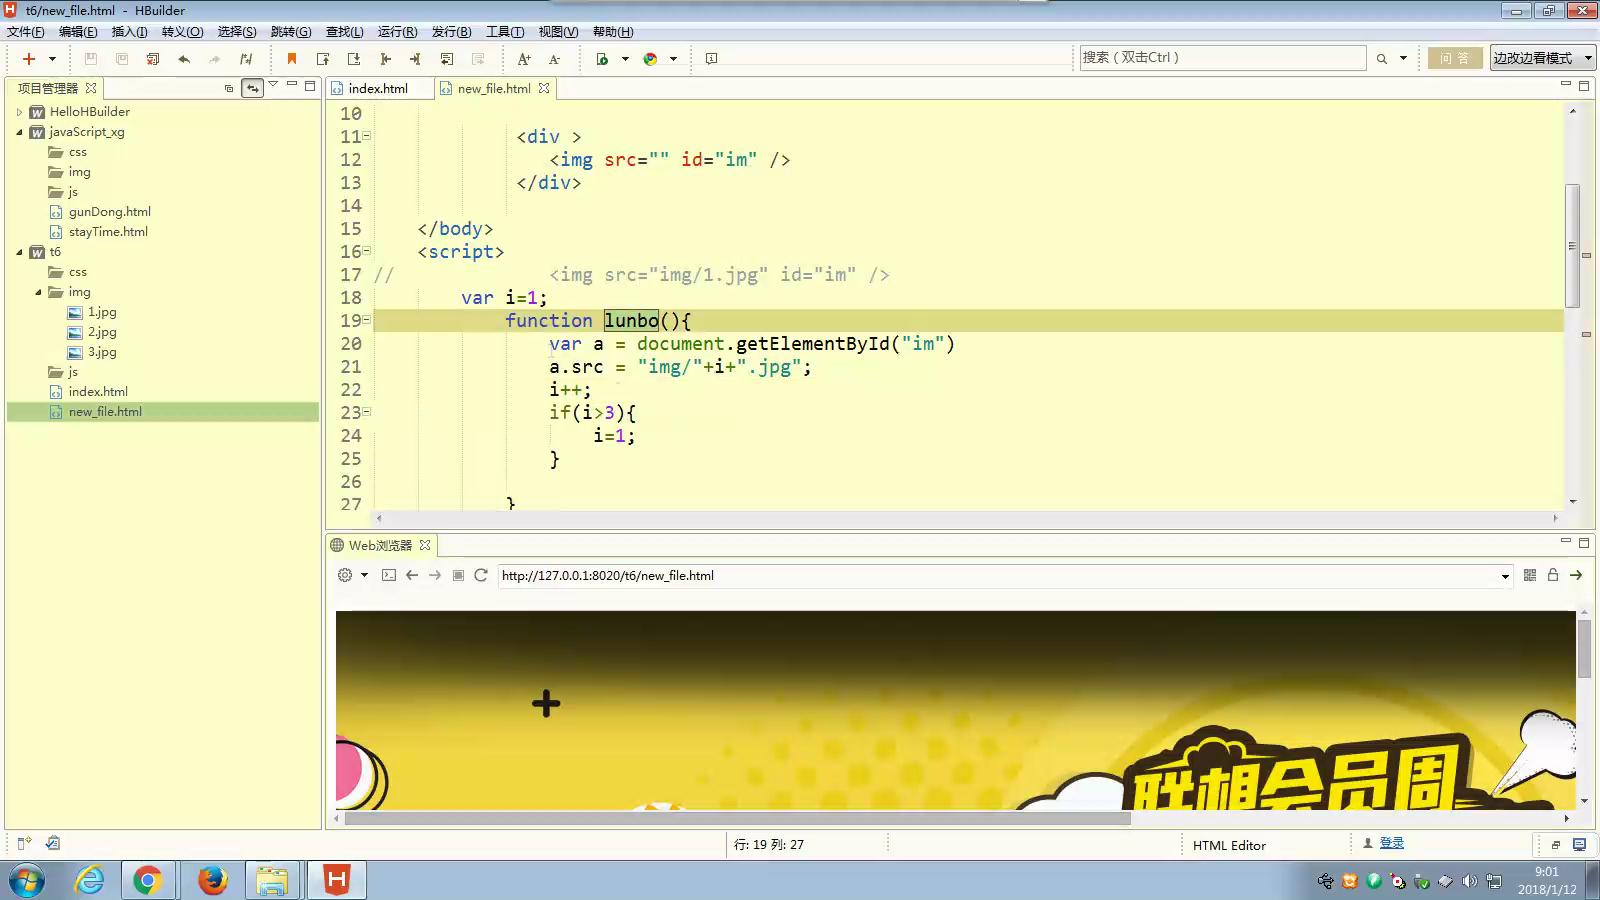 t6/new_file.html - HBuilder
文件(F) 编辑(E) 插入(I) 转义(O) 选择(S) 跳转(G) 查找(L) 运行(R) 发行(B) 工具(T) 视图(V) 帮助(H)
搜索（双击Ctrl）
问 答
边改边看模式
项目管理器
index.html
new_file.html
HelloHBuilder
javaScript_xg
css
img
js
gunDong.html
stayTime.html
t6
css
img
1.jpg
2.jpg
3.jpg
js
index.html
new_file.html
10
11 <div >
12 <img src="" id="im" />
13 </div>
14
15 </body>
16 <script>
17 // <img src="img/1.jpg" id="im" />
18 var i=1;
19 function lunbo(){
20 var a = document.getElementById("im")
21 a.src = "img/"+i+".jpg";
22 i++;
23 if(i>3){
24 i=1;
25 }
26
27 }
Web浏览器
http://127.0.0.1:8020/t6/new_file.html
联想会员周
行: 19 列: 27
HTML Editor
登录
9:01
2018/1/12